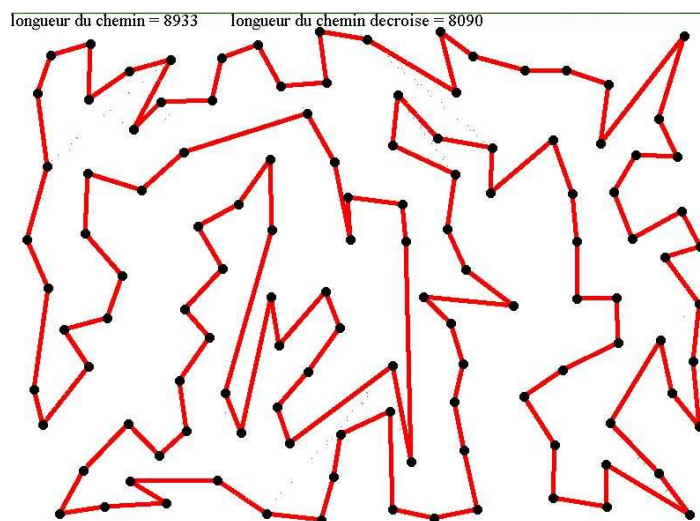 longueur du chemin = 8933 longueur du chemin decroise = 8090